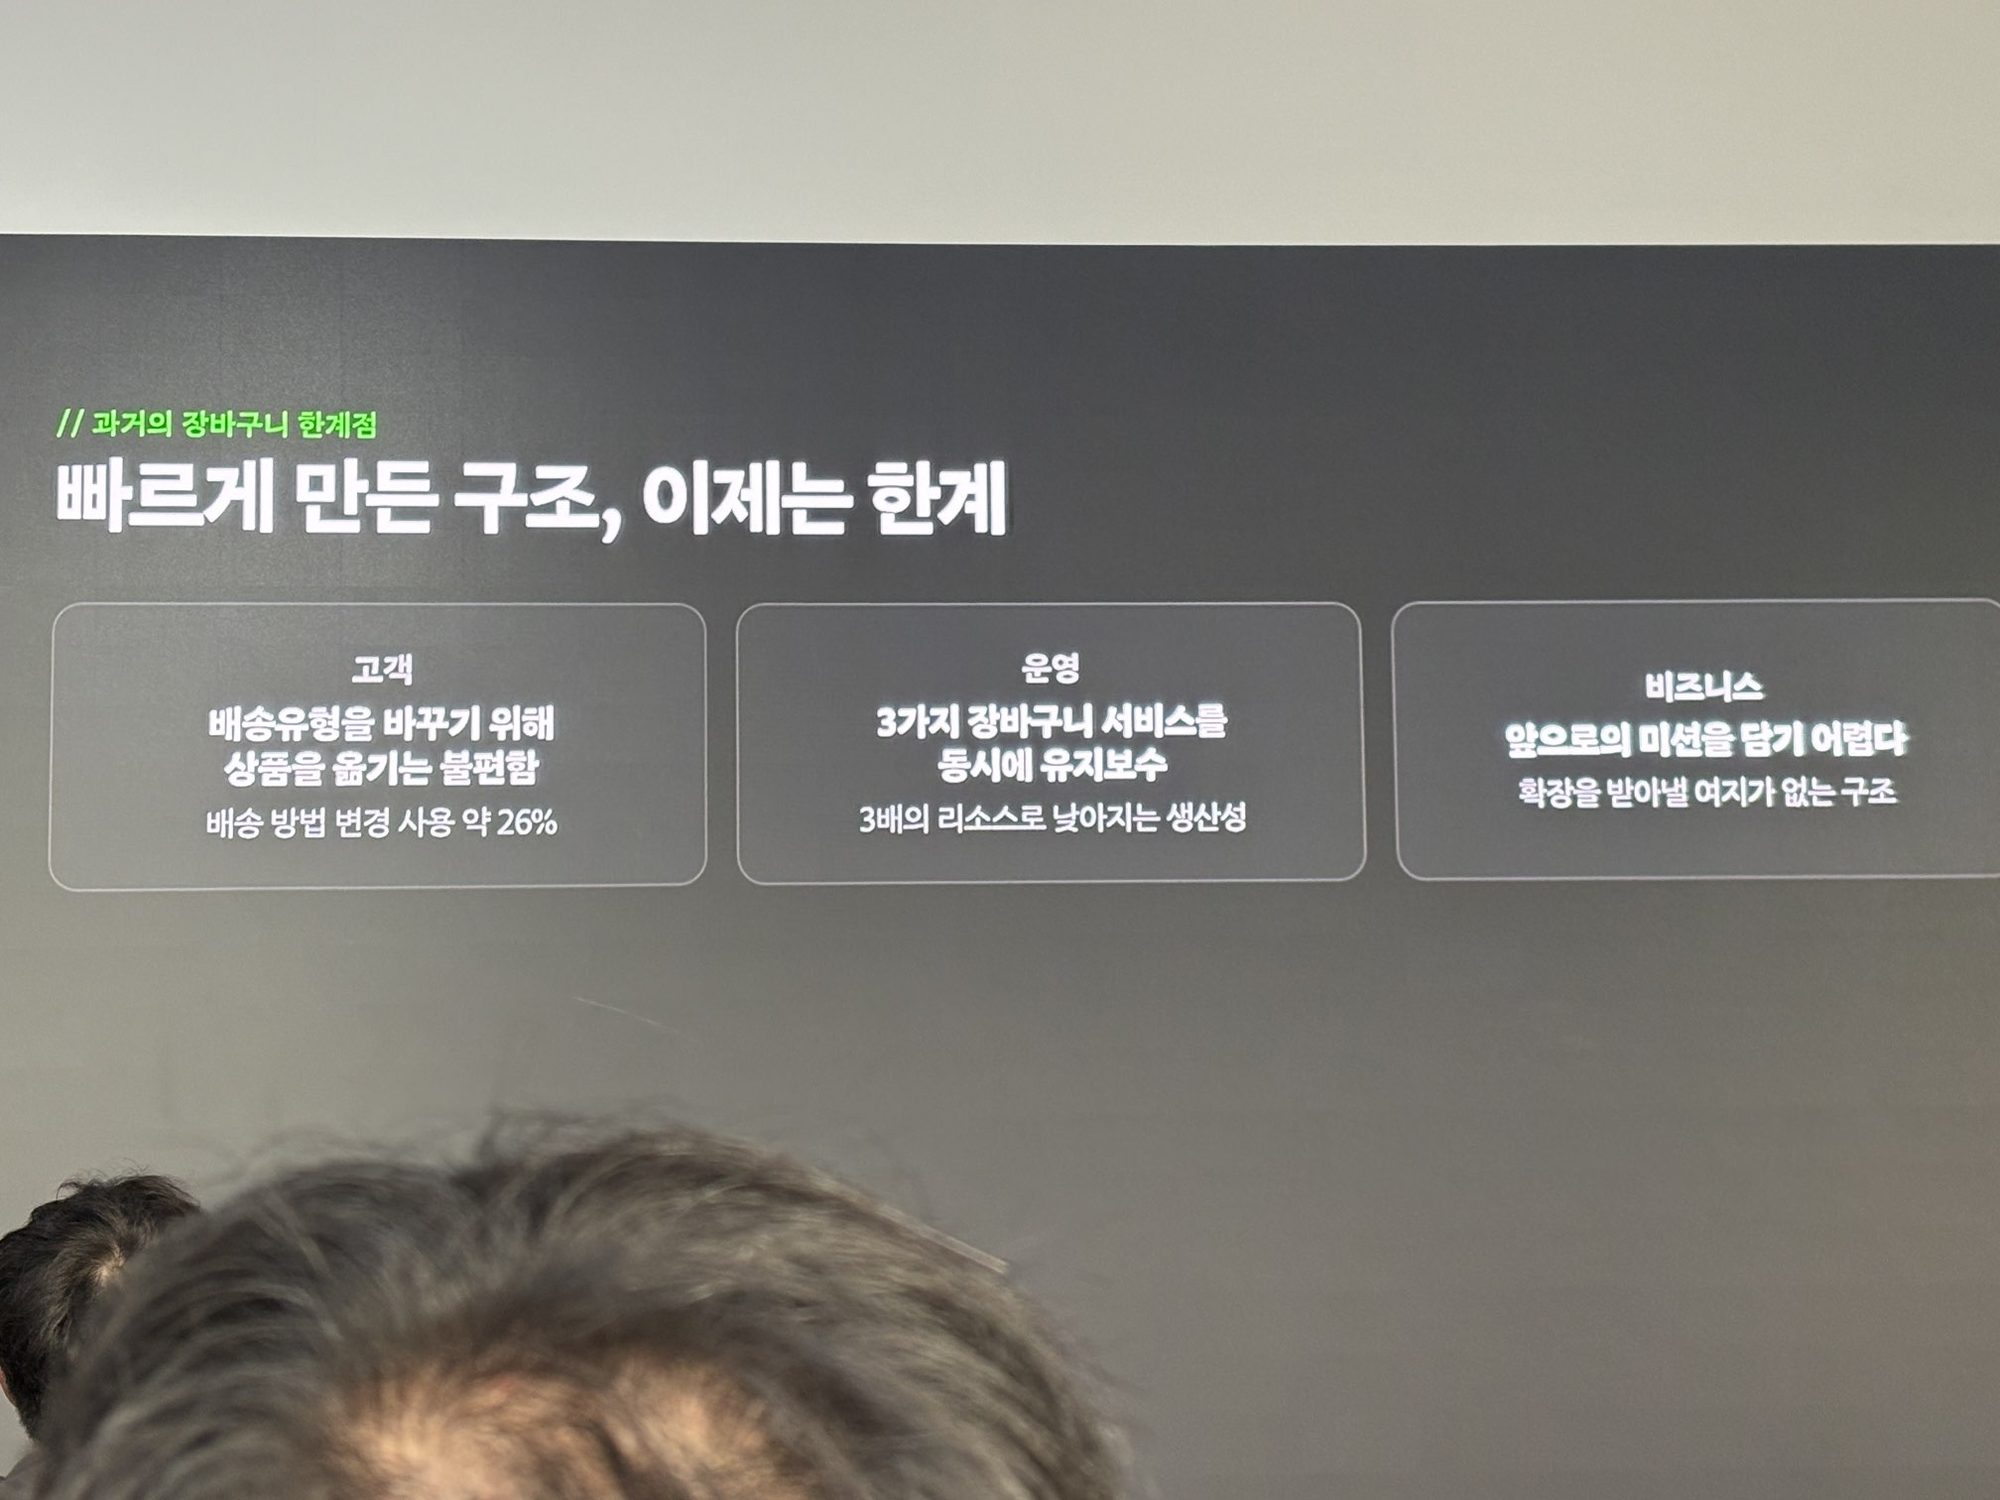 // 과거의 장바구니 한계점
빠르게 만든 구조, 이제는 한계
고객
배송유형을 바꾸기 위해
상품을 옮기는 불편함
배송 방법 변경 사용 약 26%
운영
3가지 장바구니 서비스를
동시에 유지보수
3배의 리소스로 낮아지는 생산성
비즈니스
앞으로의 미션을 담기 어렵다
확장을 받아낼 여지가 없는 구조